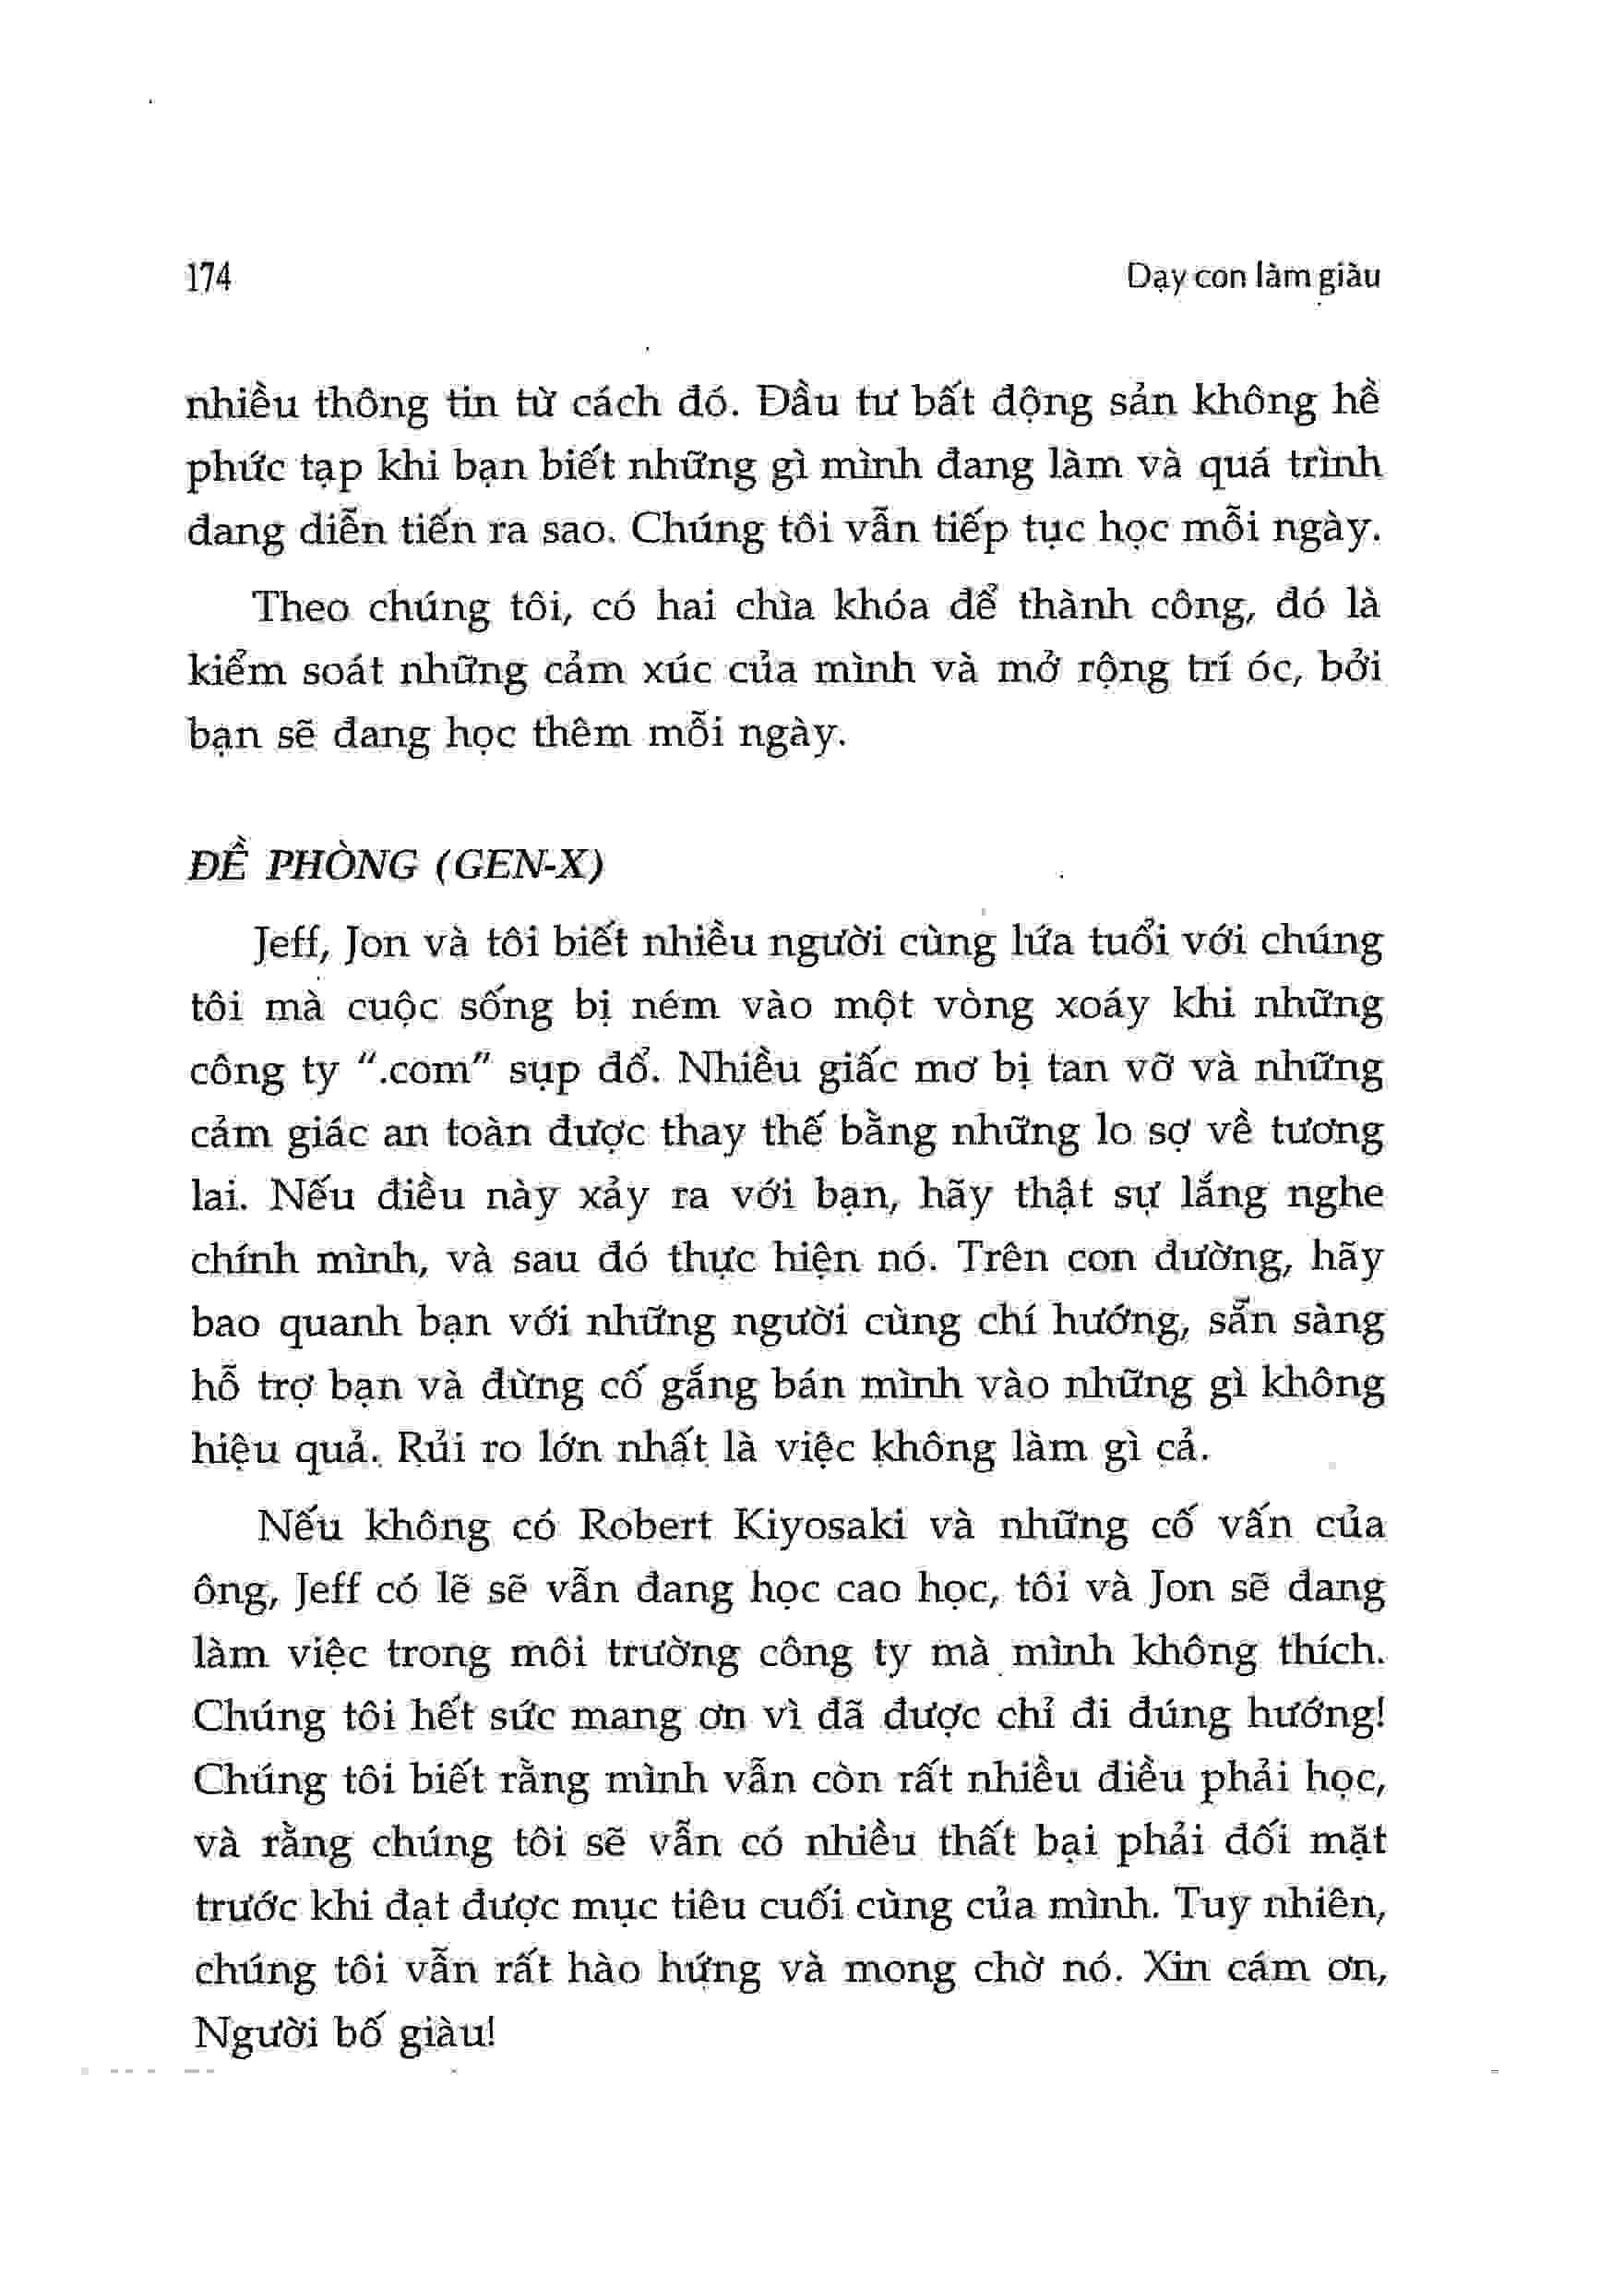 174
Dạy con làm giàu
nhiều thông tin từ cách đó. Đầu tư bất động sản không hề
phức tạp khi bạn biết những gì mình đang làm và quá trình
đang diễn tiến ra sao. Chúng tôi vẫn tiếp tục học mỗi ngày.
Theo chúng tôi, có hai chìa khóa để thành công, đó là
kiểm soát những cảm xúc của mình và mở rộng trí óc, bởi
bạn sẽ đang học thêm mỗi ngày.
ĐỀ PHÒNG (GEN-X)
Jeff, Jon và tôi biết nhiều người cùng lứa tuổi với chúng
tôi mà cuộc sống bị ném vào một vòng xoáy khi những
công ty “.com” sụp đổ. Nhiều giấc mơ bị tan vỡ và những
cảm giác an toàn được thay thế bằng những lo sợ về tương
lai. Nếu điều này xảy ra với bạn, hãy thật sự lắng nghe
chính mình, và sau đó thực hiện nó. Trên con đường, hãy
bao quanh bạn với những người cùng chí hướng, sẵn sàng
hỗ trợ bạn và đừng cố gắng bán mình vào những gì không
hiệu quả. Rủi ro lớn nhất là việc không làm gì cả.
Nếu không có Robert Kiyosaki và những cố vấn của
ông, Jeff có lẽ sẽ vẫn đang học cao học, tôi và Jon sẽ đang
làm việc trong môi trường công ty mà mình không thích.
Chúng tôi hết sức mang ơn vì đã được chỉ đi đúng hướng!
Chúng tôi biết rằng mình vẫn còn rất nhiều điều phải học,
và rằng chúng tôi sẽ vẫn có nhiều thất bại phải đối mặt
trước khi đạt được mục tiêu cuối cùng của mình. Tuy nhiên,
chúng tôi vẫn rất hào hứng và mong chờ nó. Xin cám ơn,
Người bố giàu!